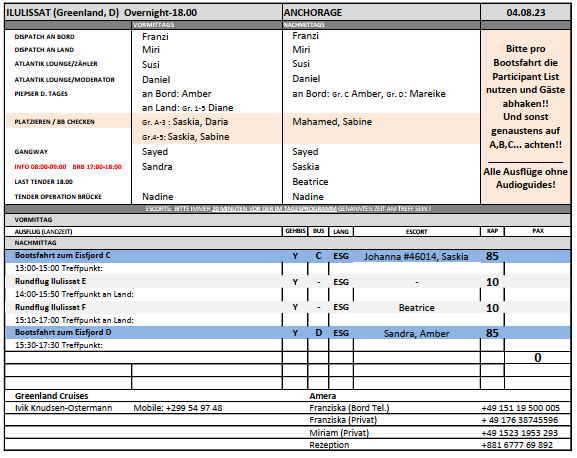 ILULISSAT (Greenland, D)  Overnight-18.00 ANCHORAGE 04.08.23
VORMITTAGS NACHMITTAGS
DISPATCH AN BORD Franzi Franzi
DISPATCH AN LAND Miri Miri
ATLANTIK LOUNGE/ZÄHLER Susi Susi
ATLANTIK LOUNGE/MODERATOR Daniel Daniel
PIEPSER D. TAGES an Bord: Amber an Bord: Gr. C Amber, Gr. D: Mareike
an Land: Gr. 1-5 Diane
PLATZIEREN / BB CHECKEN Gr. A-3 : Saskia, Daria Mahamed, Sabine
Gr.4-5: Saskia, Sabine
GANGWAY Sayed Sayed
INFO 08:00-09:00   BRB 17:00-18:00 Sandra Saskia
LAST TENDER 18.00 Beatrice
TENDER OPERATION BRÜCKE Nadine Nadine
Bitte pro
Bootsfahrt die
Participant List
nutzen und Gäste
abhaken!!
Und sonst
genaustens auf
A,B,C... achten!!
Alle Ausflüge ohne
Audioguides!
ESCORTS: BITTE IMMER 20 MINUTEN VOR DER IM TAGESPROGRAMM GENANNTEN ZEIT AM TREFF SEIN !
VORMITTAG
AUSFLUG (LANDZEIT) GEHBIS BUS LANG ESCORT KAP PAX
NACHMITTAG
Bootsfahrt zum Eisfjord C Y C ESG Johanna #46014, Saskia 85
13:00-15:00 Treffpunkt:
Rundflug Ilulissat E Y - ESG - 10
14:00-15:50 Treffpunkt an Land:
Rundflug Ilulissat F Y - ESG Beatrice 10
15:10-17:00 Treffpunkt an Land:
Bootsfahrt zum Eisfjord D Y D ESG Sandra, Amber 85
15:30-17:30 Treffpunkt:
0
Greenland Cruises Amera
Ivik Knudsen-Ostermann Mobile: +299 54 97 48 Franziska (Bord Tel.) +49 151 19 500 005
Franziska (Privat) + 49 176 38745596
Miriam (Privat) +49 1523 1953 293
Rezeption +881 6777 69 892